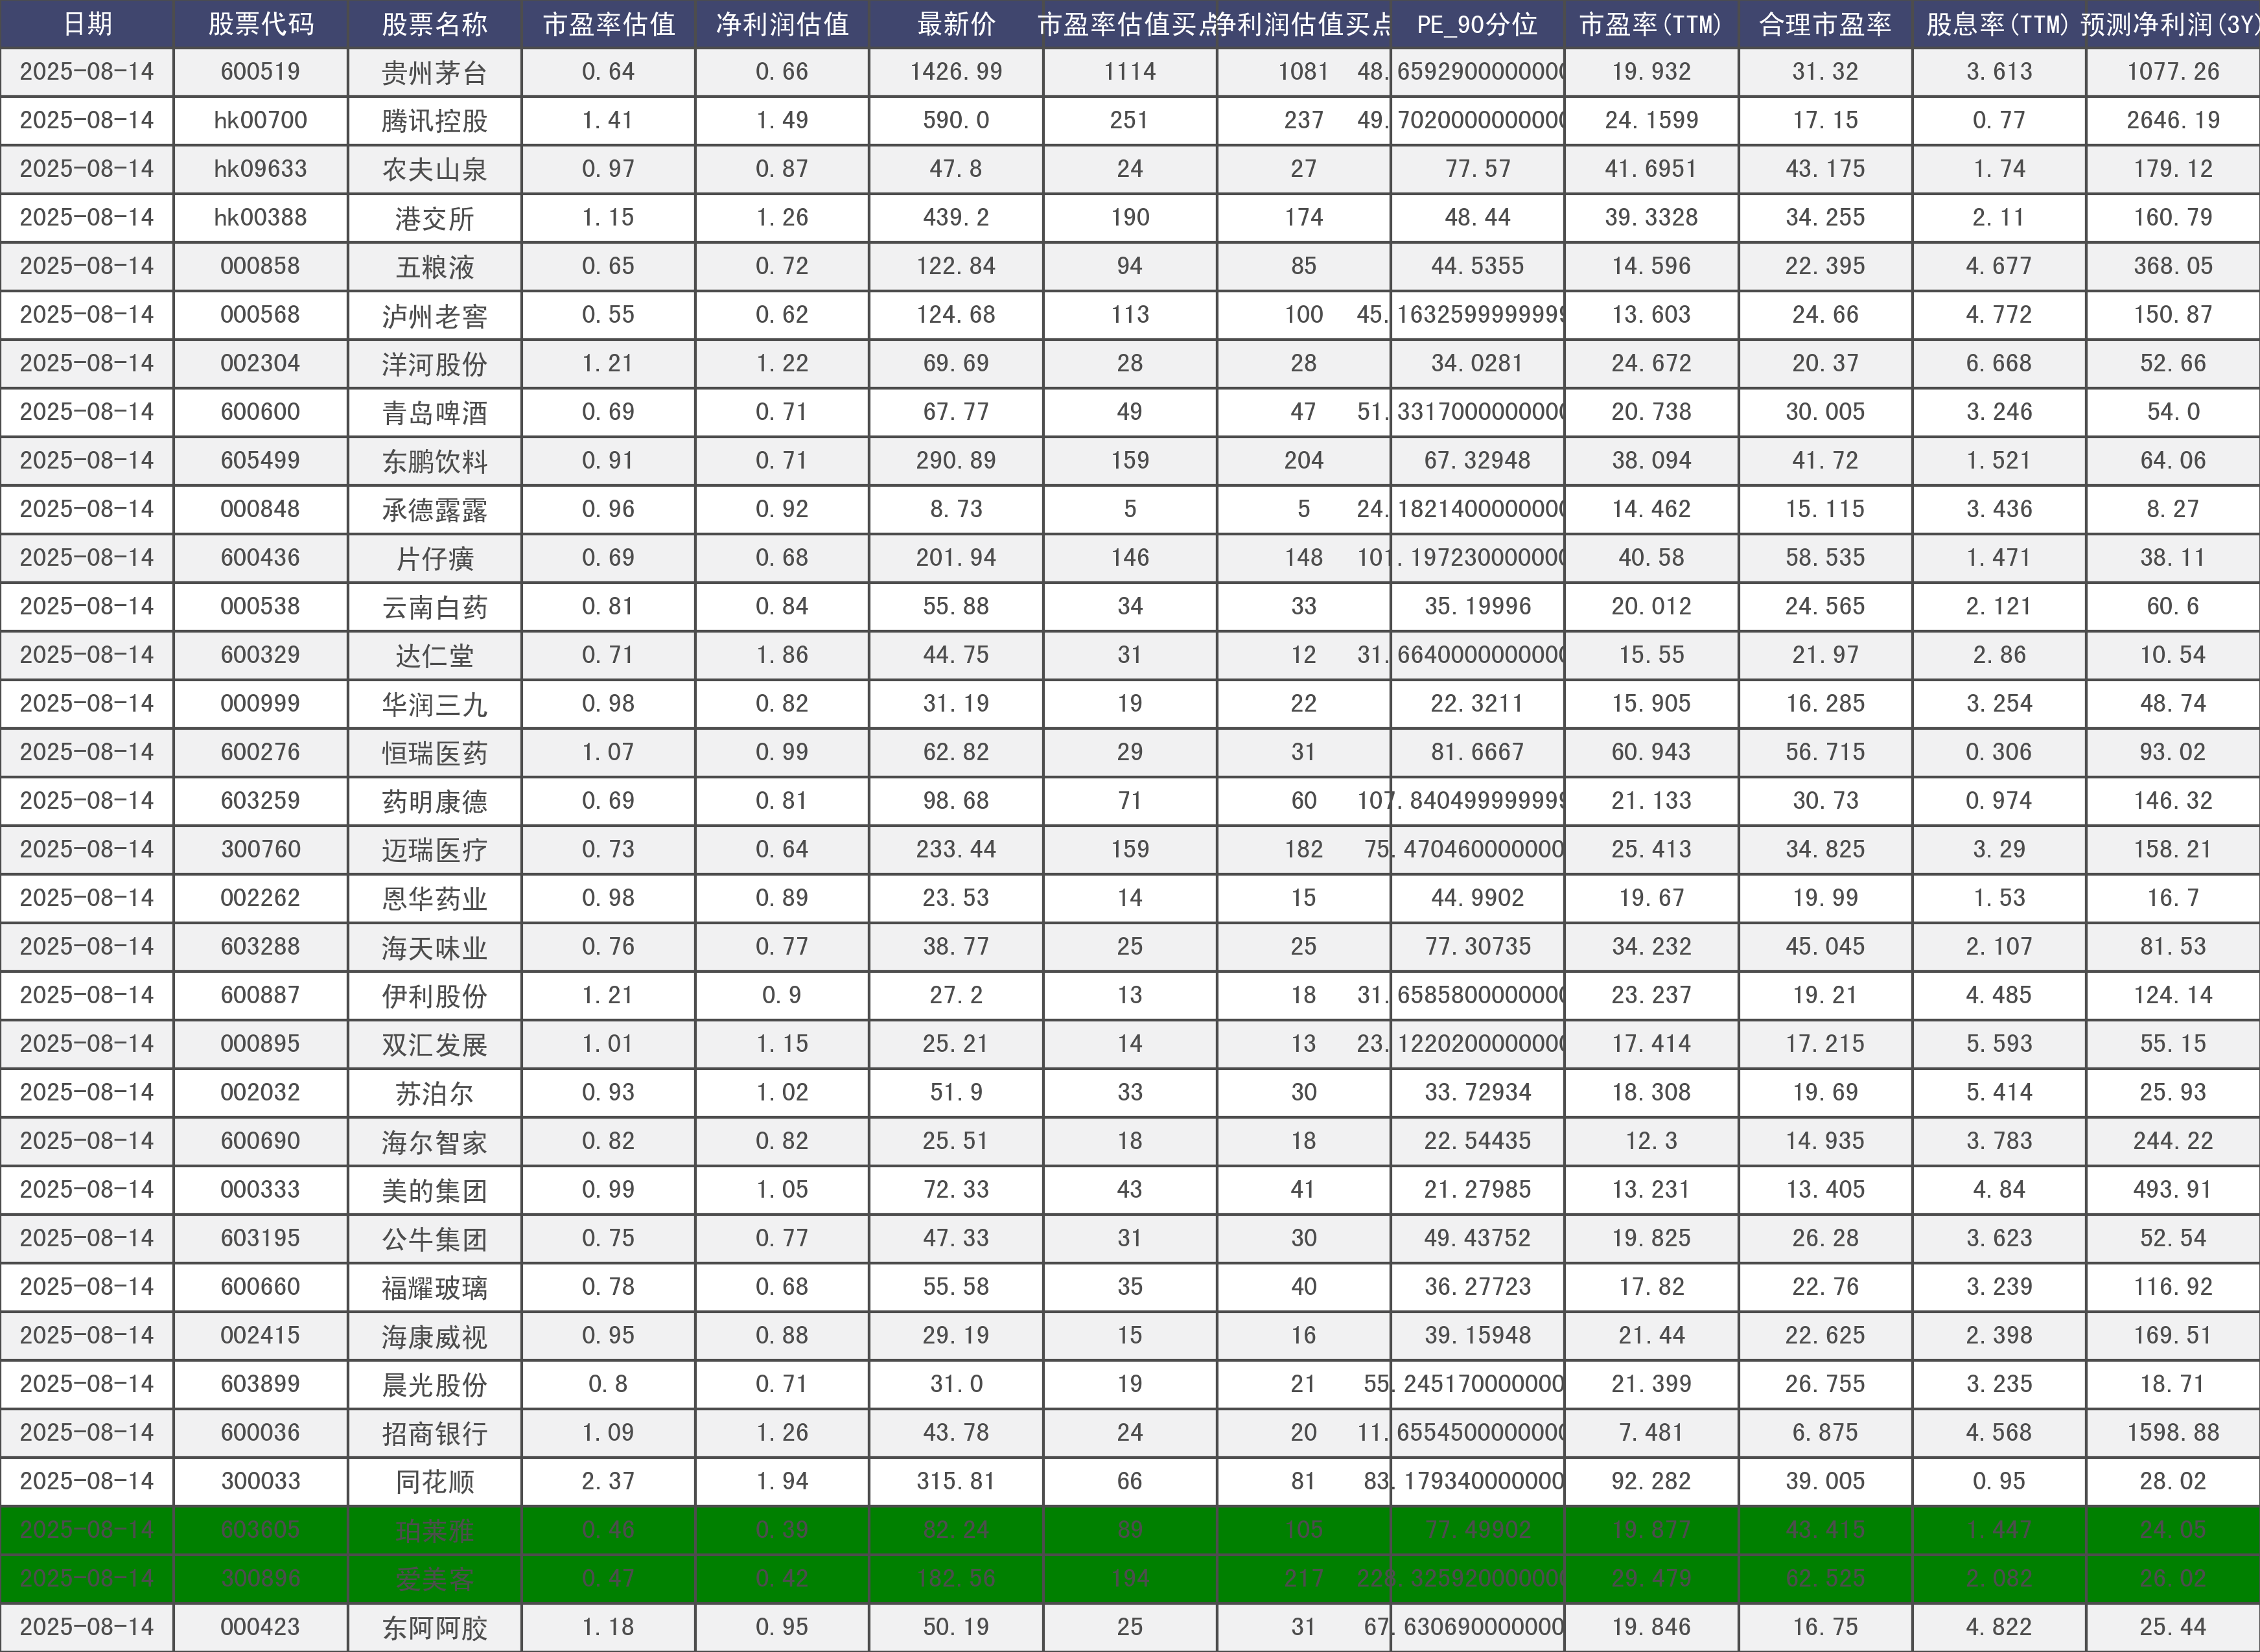 日期 股票代码 股票名称 市盈率估值 净利润估值 最新价 市盈率估值买点 净利润估值买点 PE_90分位 市盈率(TTM) 合理市盈率 股息率(TTM) 预测净利润(3Y)
2025-08-14 600519 贵州茅台 0.64 0.66 1426.99 1114 1081 48.6592900000000 19.932 31.32 3.613 1077.26
2025-08-14 hk00700 腾讯控股 1.41 1.49 590.0 251 237 49.7020000000000 24.1599 17.15 0.77 2646.19
2025-08-14 hk09633 农夫山泉 0.97 0.87 47.8 24 27 77.57 41.6951 43.175 1.74 179.12
2025-08-14 hk00388 港交所 1.15 1.26 439.2 190 174 48.44 39.3328 34.255 2.11 160.79
2025-08-14 000858 五粮液 0.65 0.72 122.84 94 85 44.5355 14.596 22.395 4.677 368.05
2025-08-14 000568 泸州老窖 0.55 0.62 124.68 113 100 45.1632599999999 13.603 24.66 4.772 150.87
2025-08-14 002304 洋河股份 1.21 1.22 69.69 28 28 34.0281 24.672 20.37 6.668 52.66
2025-08-14 600600 青岛啤酒 0.69 0.71 67.77 49 47 51.3317000000000 20.738 30.005 3.246 54.0
2025-08-14 605499 东鹏饮料 0.91 0.71 290.89 159 204 67.32948 38.094 41.72 1.521 64.06
2025-08-14 000848 承德露露 0.96 0.92 8.73 5 5 24.1821400000000 14.462 15.115 3.436 8.27
2025-08-14 600436 片仔癀 0.69 0.68 201.94 146 148 101.197230000000 40.58 58.535 1.471 38.11
2025-08-14 000538 云南白药 0.81 0.84 55.88 34 33 35.19996 20.012 24.565 2.121 60.6
2025-08-14 600329 达仁堂 0.71 1.86 44.75 31 12 31.6640000000000 15.55 21.97 2.86 10.54
2025-08-14 000999 华润三九 0.98 0.82 31.19 19 22 22.3211 15.905 16.285 3.254 48.74
2025-08-14 600276 恒瑞医药 1.07 0.99 62.82 29 31 81.6667 60.943 56.715 0.306 93.02
2025-08-14 603259 药明康德 0.69 0.81 98.68 71 60 107.840499999999 21.133 30.73 0.974 146.32
2025-08-14 300760 迈瑞医疗 0.73 0.64 233.44 159 182 75.470460000000 25.413 34.825 3.29 158.21
2025-08-14 002262 恩华药业 0.98 0.89 23.53 14 15 44.9902 19.67 19.99 1.53 16.7
2025-08-14 603288 海天味业 0.76 0.77 38.77 25 25 77.30735 34.232 45.045 2.107 81.53
2025-08-14 600887 伊利股份 1.21 0.9 27.2 13 18 31.6585800000000 23.237 19.21 4.485 124.14
2025-08-14 000895 双汇发展 1.01 1.15 25.21 14 13 23.1220200000000 17.414 17.215 5.593 55.15
2025-08-14 002032 苏泊尔 0.93 1.02 51.9 33 30 33.72934 18.308 19.69 5.414 25.93
2025-08-14 600690 海尔智家 0.82 0.82 25.51 18 18 22.54435 12.3 14.935 3.783 244.22
2025-08-14 000333 美的集团 0.99 1.05 72.33 43 41 21.27985 13.231 13.405 4.84 493.91
2025-08-14 603195 公牛集团 0.75 0.77 47.33 31 30 49.43752 19.825 26.28 3.623 52.54
2025-08-14 600660 福耀玻璃 0.78 0.68 55.58 35 40 36.27723 17.82 22.76 3.239 116.92
2025-08-14 002415 海康威视 0.95 0.88 29.19 15 16 39.15948 21.44 22.625 2.398 169.51
2025-08-14 603899 晨光股份 0.8 0.71 31.0 19 21 55.245170000000 21.399 26.755 3.235 18.71
2025-08-14 600036 招商银行 1.09 1.26 43.78 24 20 11.6554500000000 7.481 6.875 4.568 1598.88
2025-08-14 300033 同花顺 2.37 1.94 315.81 66 81 83.179340000000 92.282 39.005 0.95 28.02
2025-08-14 603605 珀莱雅 0.46 0.39 82.24 89 105 77.49902 19.877 43.415 1.447 24.05
2025-08-14 300896 爱美客 0.47 0.42 182.56 194 217 228.325920000000 29.479 62.525 2.082 26.02
2025-08-14 000423 东阿阿胶 1.18 0.95 50.19 25 31 67.630690000000 19.846 16.75 4.822 25.44